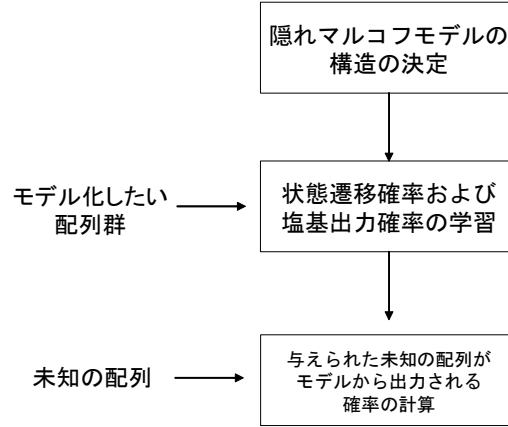 隠れマルコフモデルの
構造の決定
モデル化したい
配列群
状態遷移確率および
塩基出力確率の学習
未知の配列
与えられた未知の配列が
モデルから出力される
確率の計算